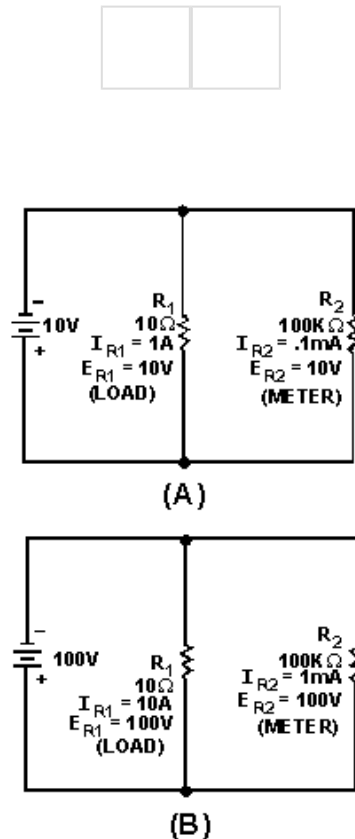 −
10V
+
R1
10Ω
IR1 = 1A
ER1 = 10V
(LOAD)
R2
100KΩ
IR2 = .1mA
ER2 = 10V
(METER)
(A)
−
100V
+
R1
10Ω
IR1 = 10A
ER1 = 100V
(LOAD)
R2
100KΩ
IR2 = 1mA
ER2 = 100V
(METER)
(B)